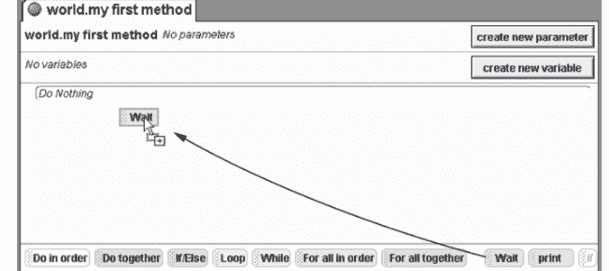 world.my first method
world.my first method No parameters
create new parameter
No variables
create new variable
Do Nothing
Wait
Do in order Do together If/Else Loop While For all in order For all together Wait print //